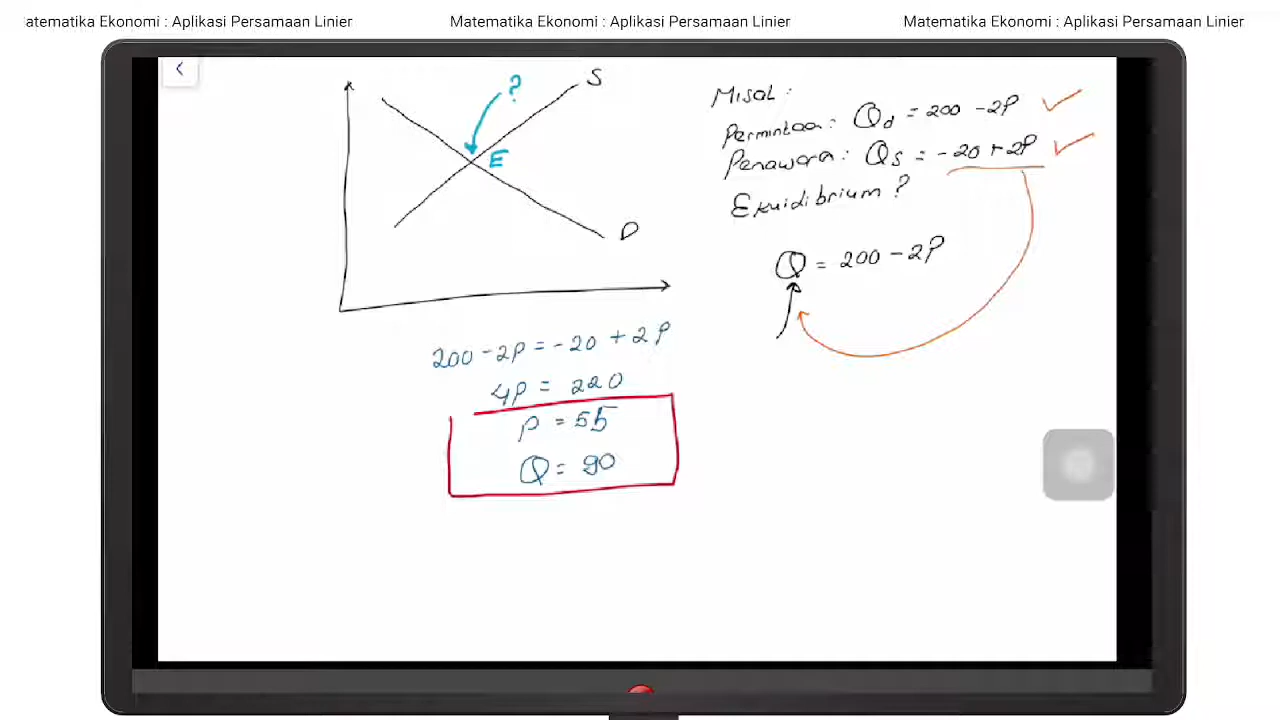 atematika Ekonomi : Aplikasi Persamaan Linier
Matematika Ekonomi : Aplikasi Persamaan Linier
Matematika Ekonomi : Aplikasi Persamaan Linier
?
S
E
D
Misal :
Permintaan : Qd = 200 - 2P
Penawara : Qs = - 20 + 2P
Ekuidibrium ?
Q = 200 - 2P
200 - 2P = - 20 + 2P
4P = 220
P = 55
Q = 90